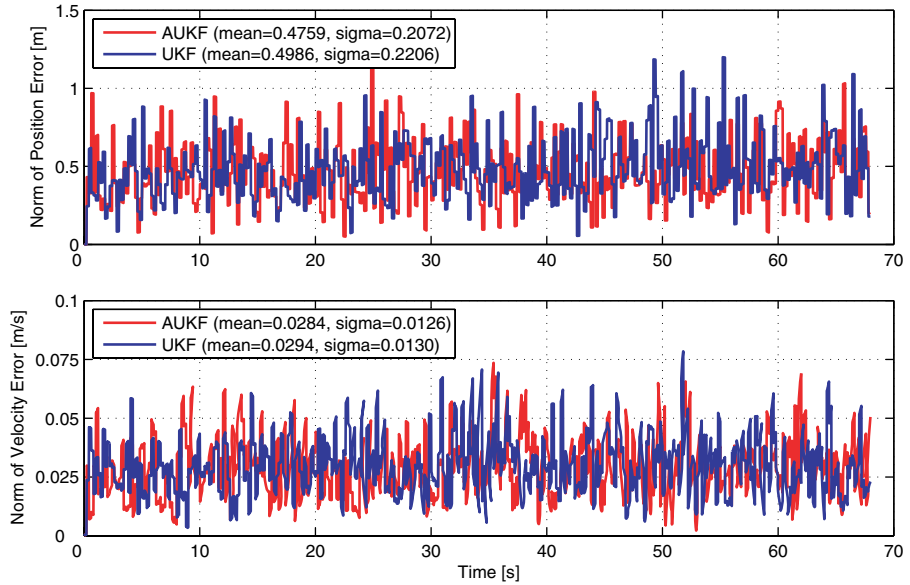 Norm of Position Error [m]
1.5
1
0.5
0
AUKF (mean=0.4759, sigma=0.2072)
UKF (mean=0.4986, sigma=0.2206)
0 10 20 30 40 50 60 70
Norm of Velocity Error [m/s]
0.1
0.075
0.05
0.025
0
AUKF (mean=0.0284, sigma=0.0126)
UKF (mean=0.0294, sigma=0.0130)
0 10 20 30 40 50 60 70
Time [s]